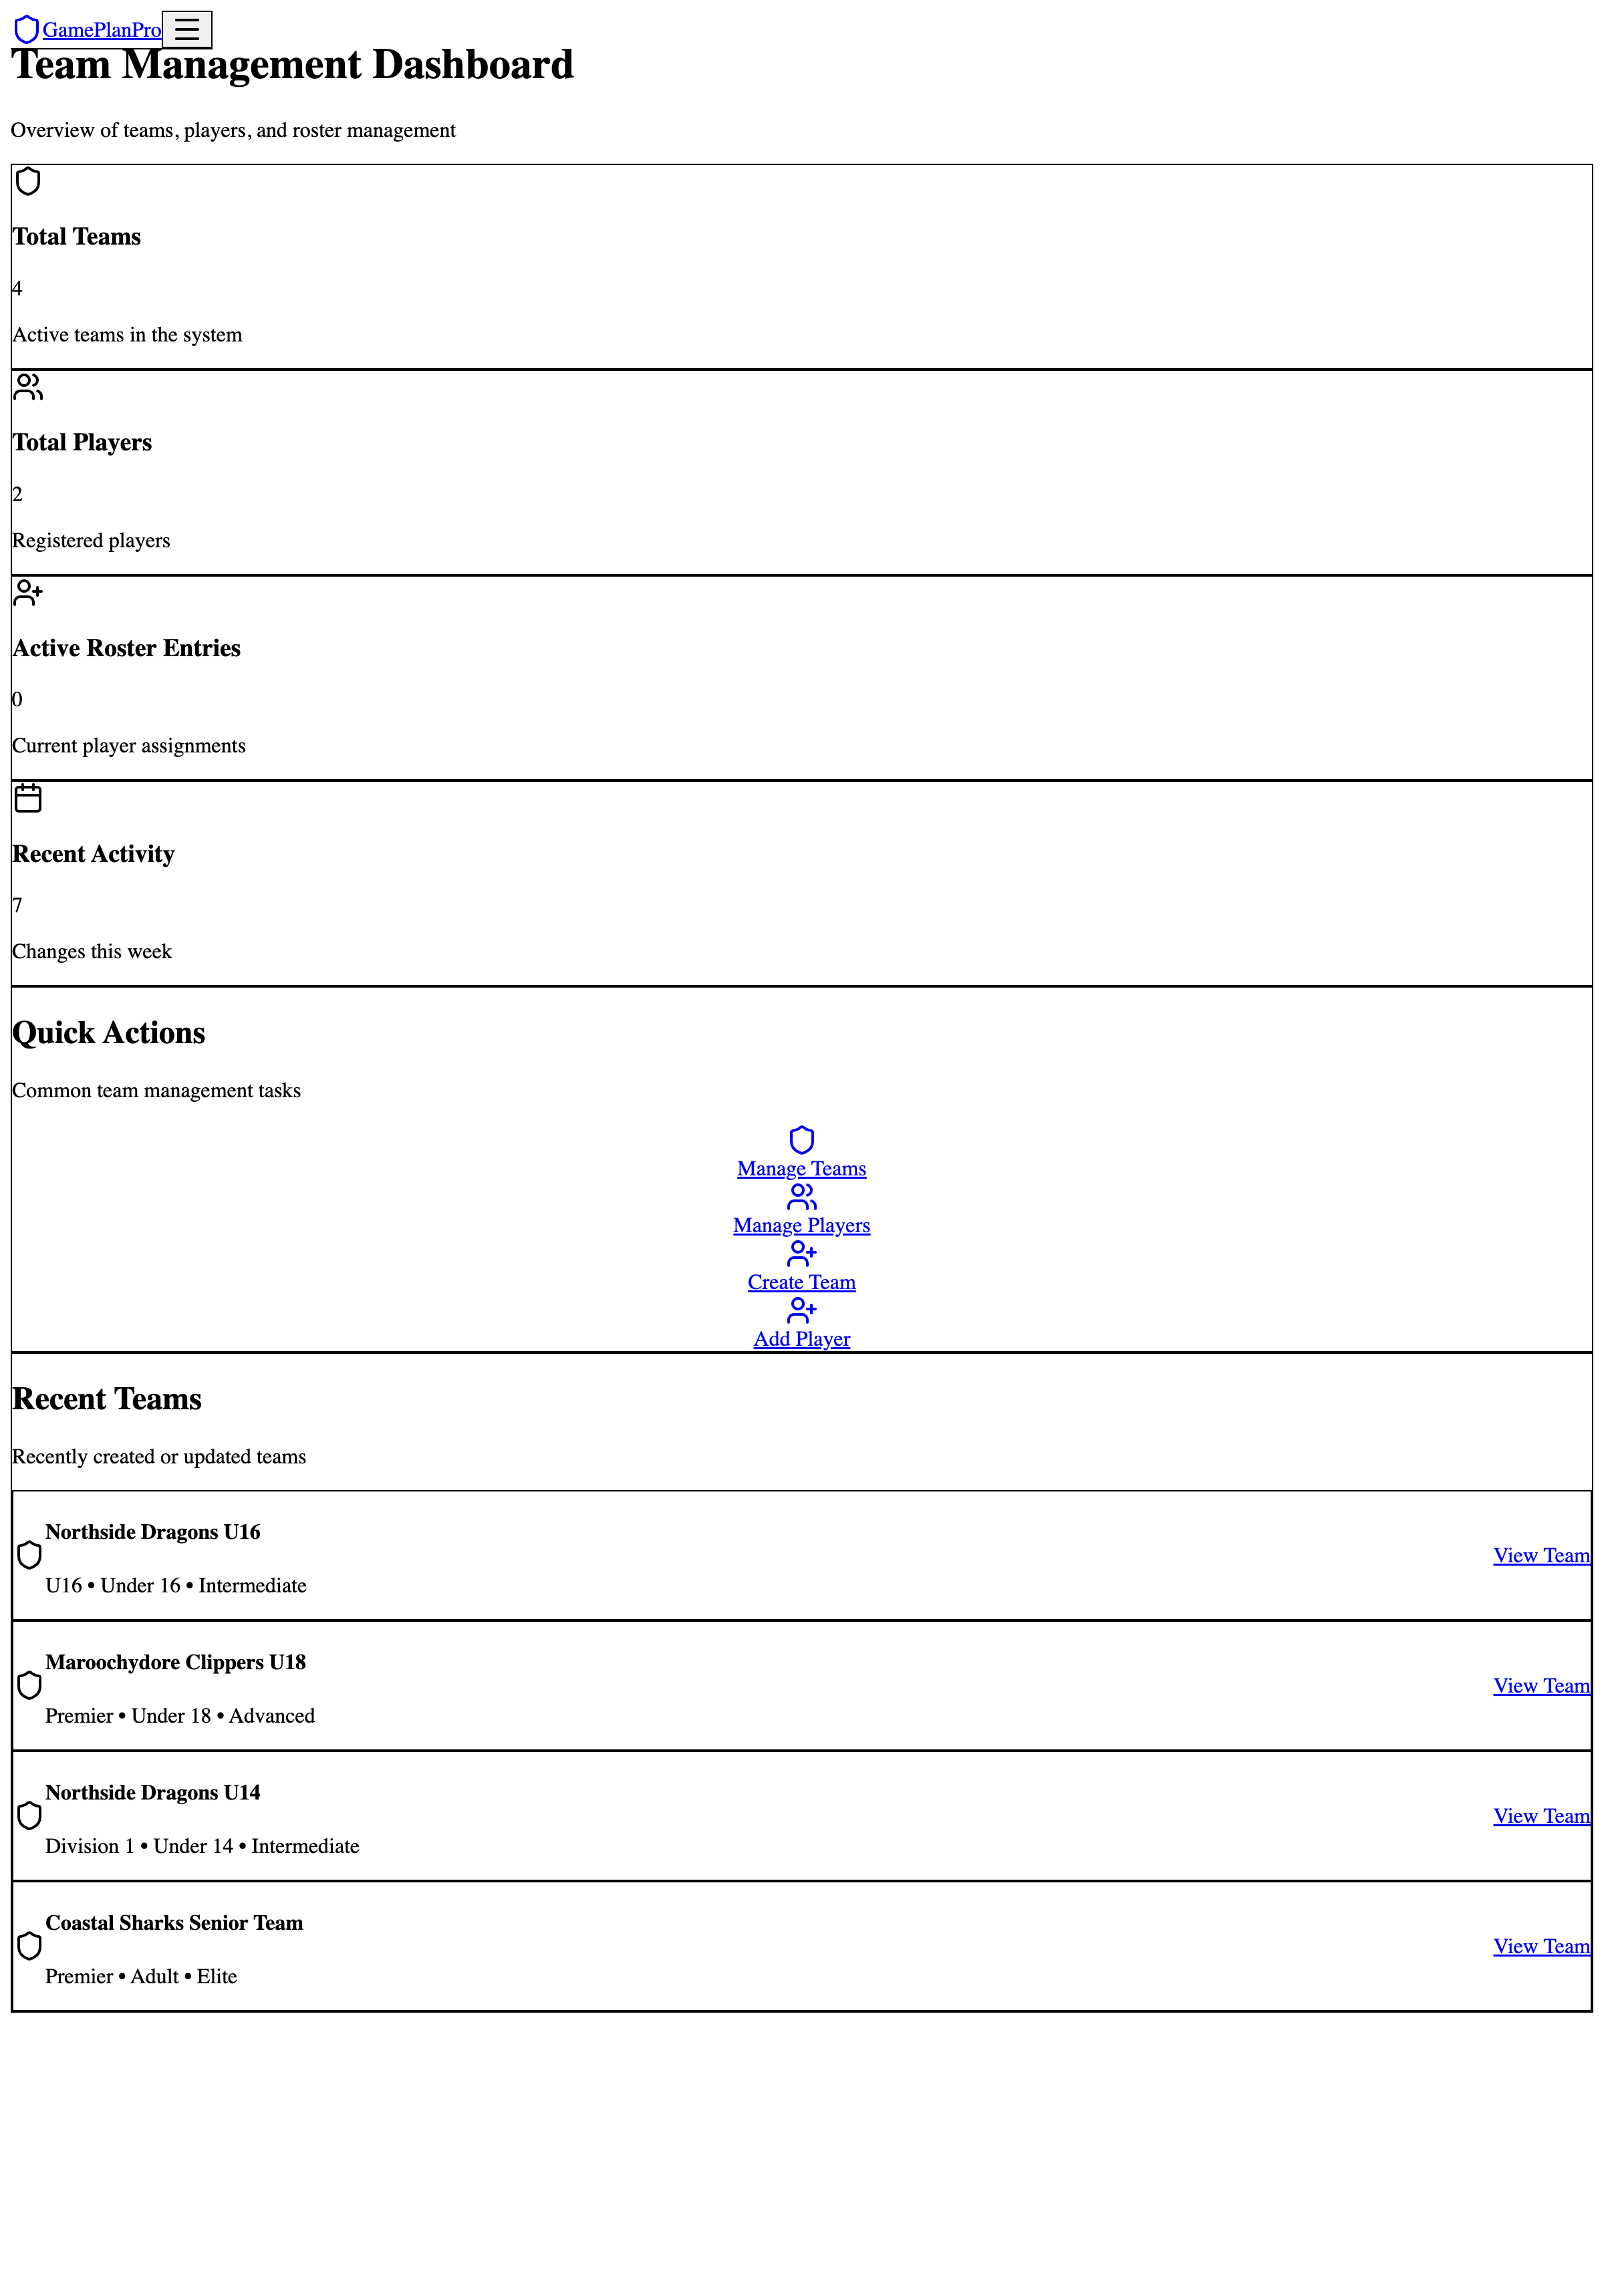 GamePlanPro
Team Management Dashboard
Overview of teams, players, and roster management
Total Teams
4
Active teams in the system
Total Players
2
Registered players
Active Roster Entries
0
Current player assignments
Recent Activity
7
Changes this week
Quick Actions
Common team management tasks
Manage Teams
Manage Players
Create Team
Add Player
Recent Teams
Recently created or updated teams
Northside Dragons U16
U16 • Under 16 • Intermediate
View Team
Maroochydore Clippers U18
Premier • Under 18 • Advanced
View Team
Northside Dragons U14
Division 1 • Under 14 • Intermediate
View Team
Coastal Sharks Senior Team
Premier • Adult • Elite
View Team